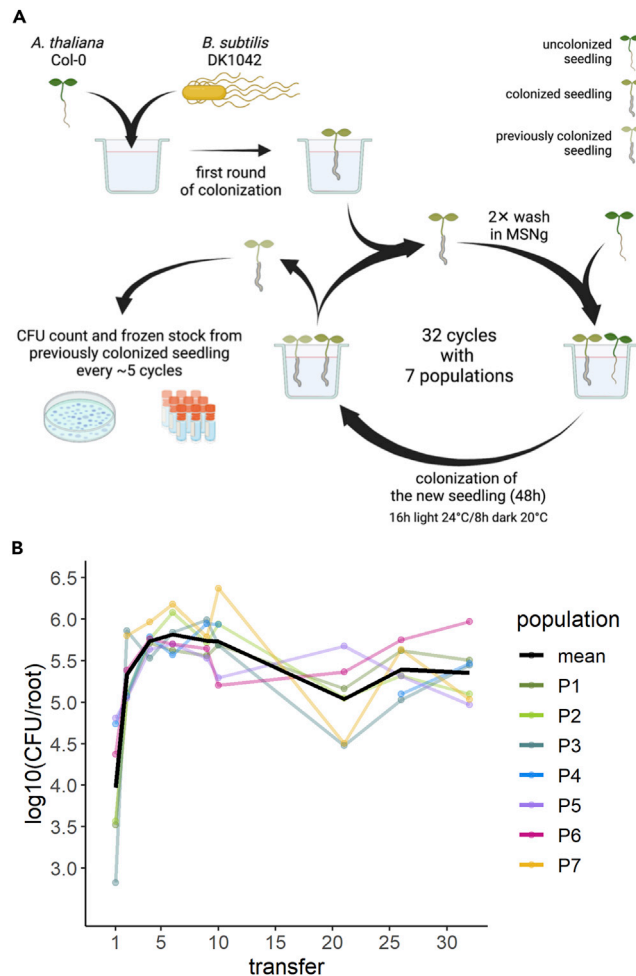 A
A. thaliana
Col-0
B. subtilis
DK1042
uncolonized
seedling
colonized seedling
previously colonized
seedling
first round
of colonization
2× wash
in MSNg
CFU count and frozen stock from
previously colonized seedling
every ~5 cycles
32 cycles
with
7 populations
colonization of
the new seedling (48h)
16h light 24°C/8h dark 20°C
B
log10(CFU/root)
6.5
6.0
5.5
5.0
4.5
4.0
3.5
3.0
1
5
10
15
20
25
30
transfer
population
mean
P1
P2
P3
P4
P5
P6
P7